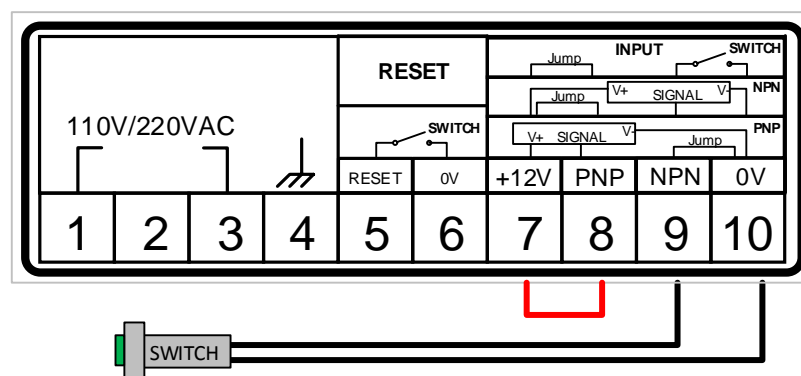 INPUT
Jump
SWITCH
RESET
V+
SIGNAL
V-
NPN
Jump
110V/220VAC
SWITCH
V+
SIGNAL
V-
PNP
Jump
RESET
0V
+12V
PNP
NPN
0V
1
2
3
4
5
6
7
8
9
10
SWITCH